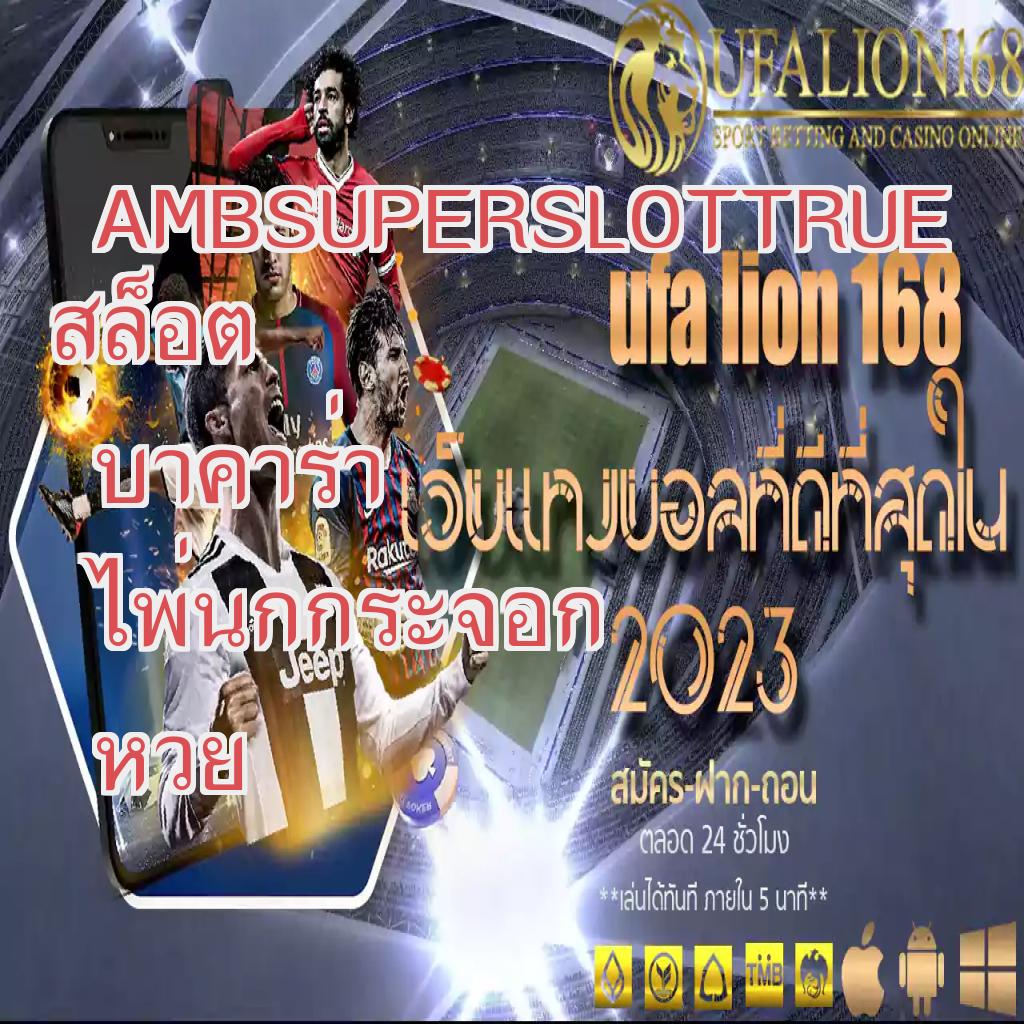 UFALION168
SPORT BETTING AND CASINO ONLINE
AMBSUPERSLOTTRUE
ufa lion 168
สล็อต
บาคาร่า
เว็บแทงบอลที่ดีที่สุดใน
ไพ่นกกระจอก
2023
Jeep
หวย
สมัคร-ฝาก-ถอน
ตลอด 24 ชั่วโมง
**เล่นได้ทันที ภายใน 5 นาที**
TMB